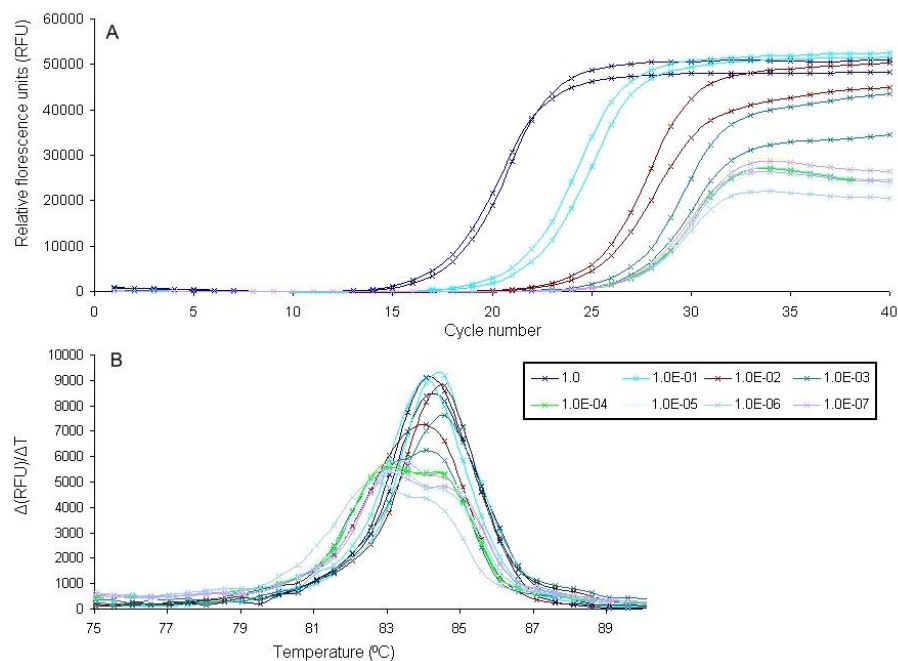 A
Relative florescence units (RFU)
60000
50000
40000
30000
20000
10000
0
0 5 10 15 20 25 30 35 40
Cycle number
B
Δ(RFU)/ΔT
10000
9000
8000
7000
6000
5000
4000
3000
2000
1000
0
75 77 79 81 83 85 87 89
Temperature (ºC)
1.0 1.0E-01 1.0E-02 1.0E-03
1.0E-04 1.0E-05 1.0E-06 1.0E-07